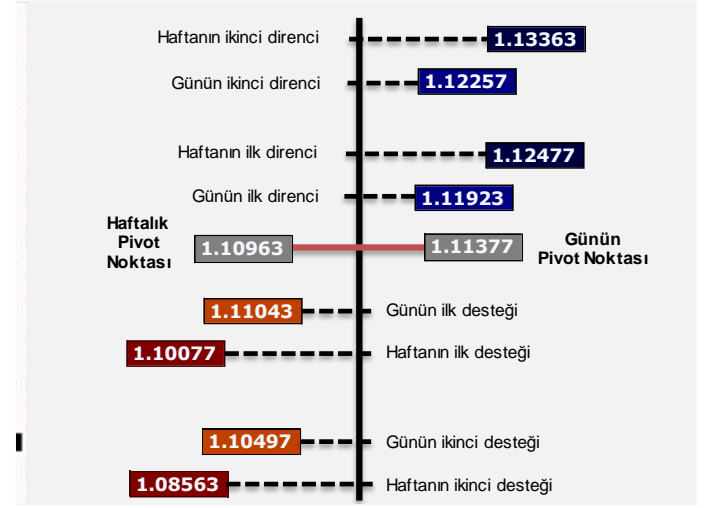 Haftanın ikinci direnci 1.13363
Günün ikinci direnci 1.12257
Haftanın ilk direnci 1.12477
Günün ilk direnci 1.11923
Haftalık
Pivot
Noktası
1.10963 1.11377
Günün
Pivot Noktası
1.11043 Günün ilk desteği
1.10077 Haftanın ilk desteği
1.10497 Günün ikinci desteği
1.08563 Haftanın ikinci desteği